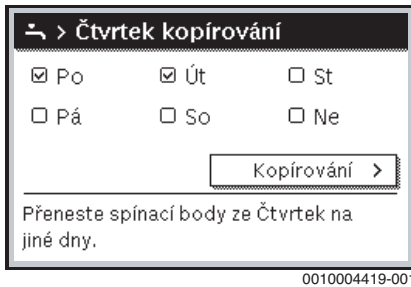 > Čtvrtek kopírování
☑ Po ☑ Út ☐ St
☐ Pá ☐ So ☐ Ne
Kopírování >
Přeneste spínací body ze Čtvrtek na
jiné dny.
0010004419-001